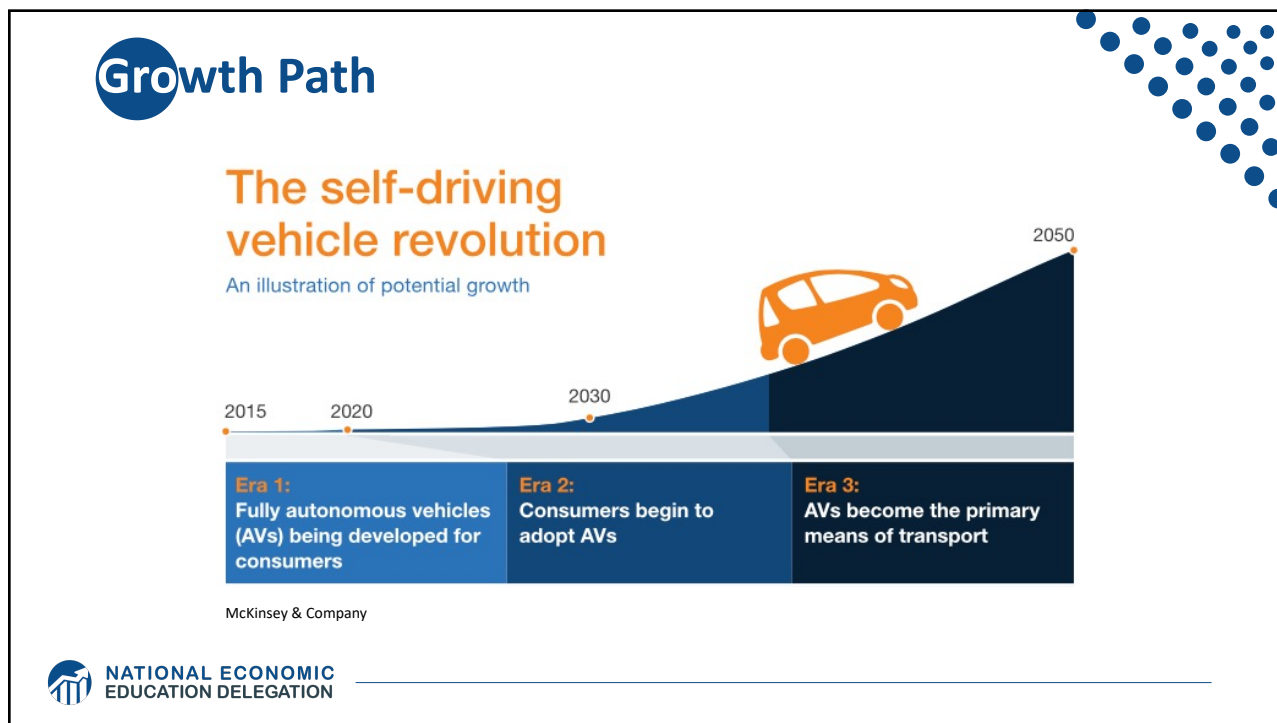 Growth Path
The self-driving
vehicle revolution
An illustration of potential growth
2050
2030
2015
2020
Era 1:
Fully autonomous vehicles
(AVs) being developed for
consumers
Era 2:
Consumers begin to
adopt AVs
Era 3:
AVs become the primary
means of transport
McKinsey & Company
NATIONAL ECONOMIC
EDUCATION DELEGATION